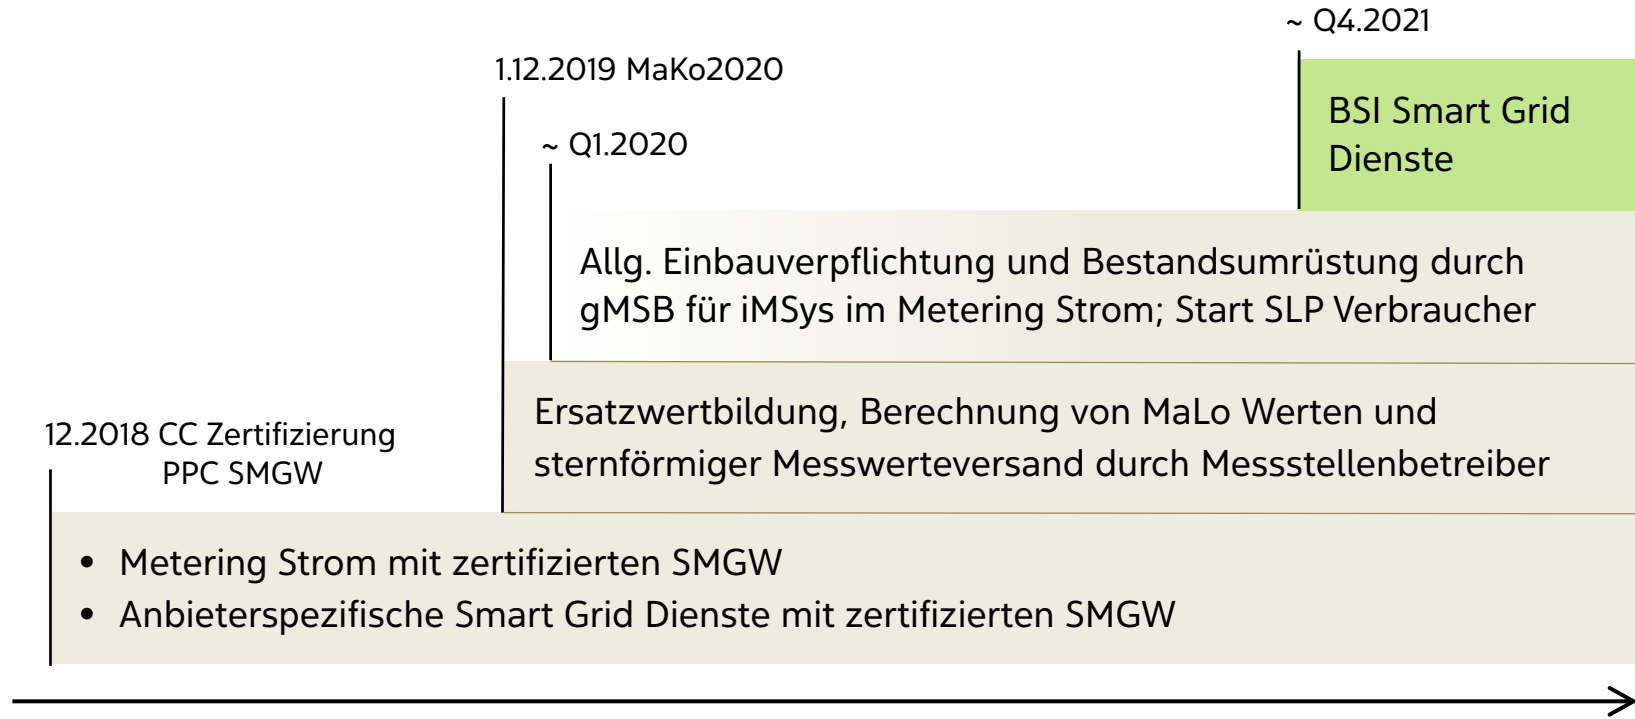 ~ Q4.2021
BSI Smart Grid
Dienste
1.12.2019 MaKo2020
~ Q1.2020
Allg. Einbauverpflichtung und Bestandsumrüstung durch
gMSB für iMSys im Metering Strom; Start SLP Verbraucher
Ersatzwertbildung, Berechnung von MaLo Werten und
sternförmiger Messwerteversand durch Messstellenbetreiber
12.2018 CC Zertifizierung
PPC SMGW
• Metering Strom mit zertifizierten SMGW
• Anbieterspezifische Smart Grid Dienste mit zertifizierten SMGW